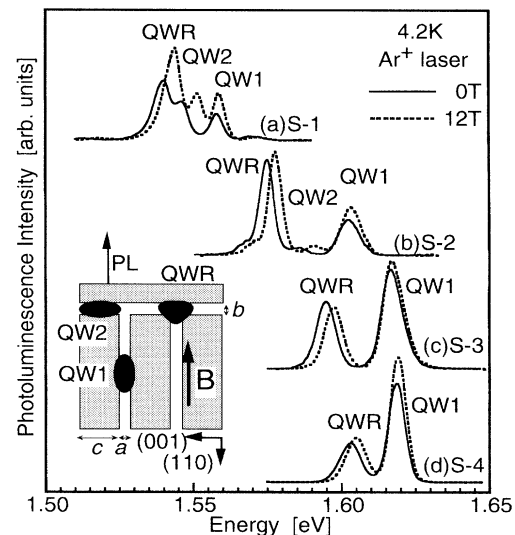 QWR
QW2
QW1
4.2K
Ar+ laser
0T
12T
(a)S-1
QWR
QW2
QW1
(b)S-2
PL
QWR
b
QW2
QW1
B
c
a
(001)
(110)
QWR
QW1
(c)S-3
QWR
QW1
(d)S-4
1.50
1.55
1.60
1.65
Energy [eV]
Photoluminescence Intensity [arb. units]